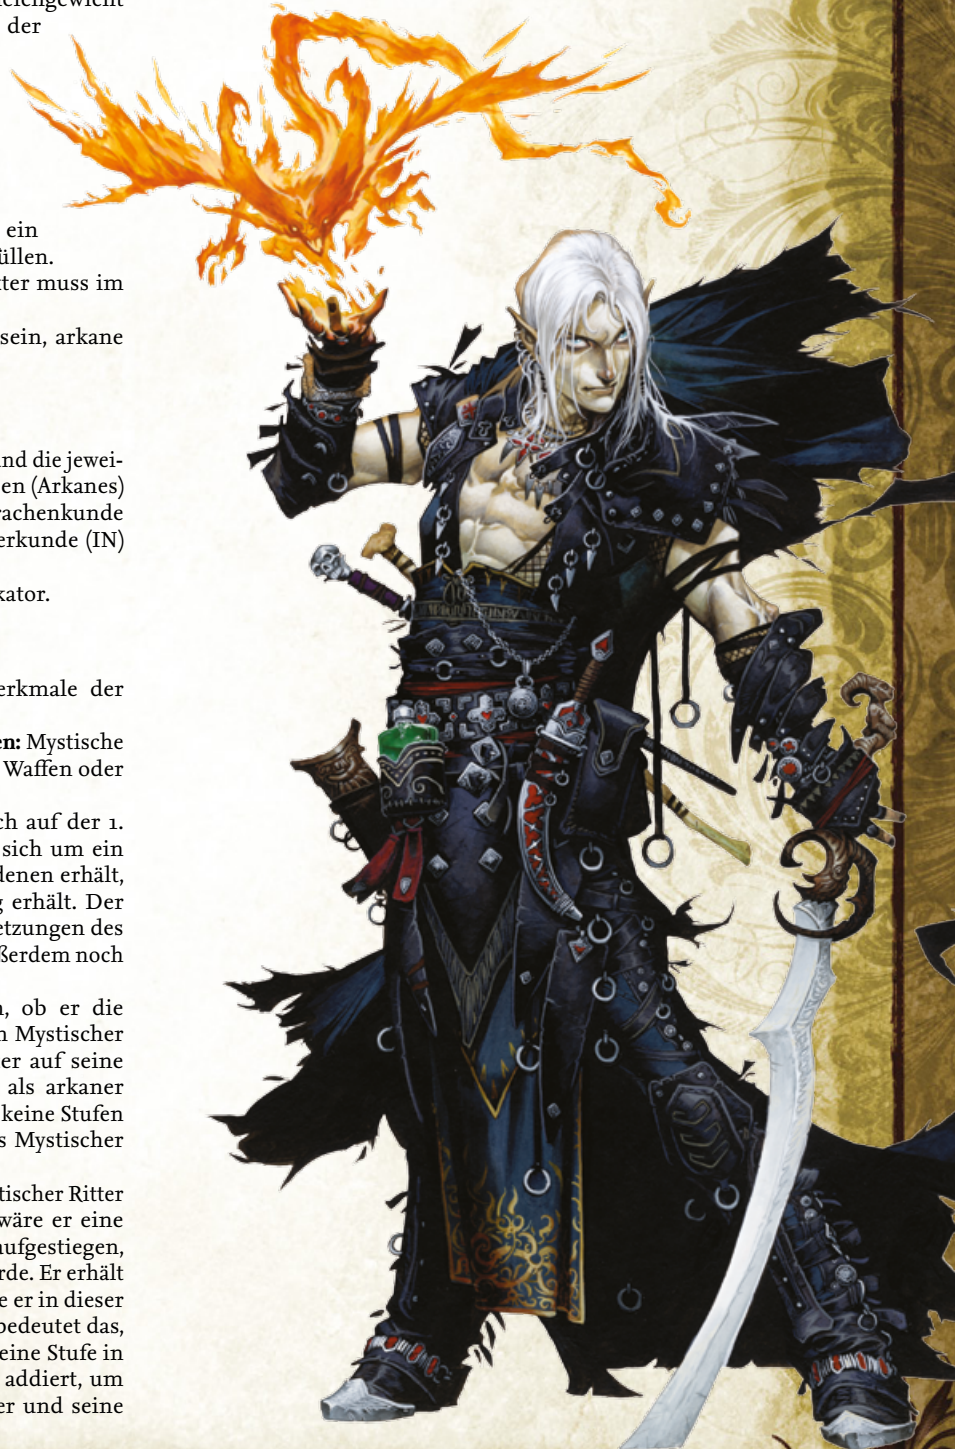 der
ein
üllen.
ter muss im
sein, arkane
nd die jewei-
en (Arkanes)
rachenkunde
erkunde (IN)
kator.
erkmale der
en: Mystische
Waffen oder
ch auf der 1.
sich um ein
denen erhält,
g erhält. Der
etzungen des
ßerdem noch
n, ob er die
n Mystischer
er auf seine
als arkaner
keine Stufen
s Mystischer
tischer Ritter
wäre er eine
aufgestiegen,
rde. Er erhält
e er in dieser
bedeutet das,
eine Stufe in
addiert, um
er und seine